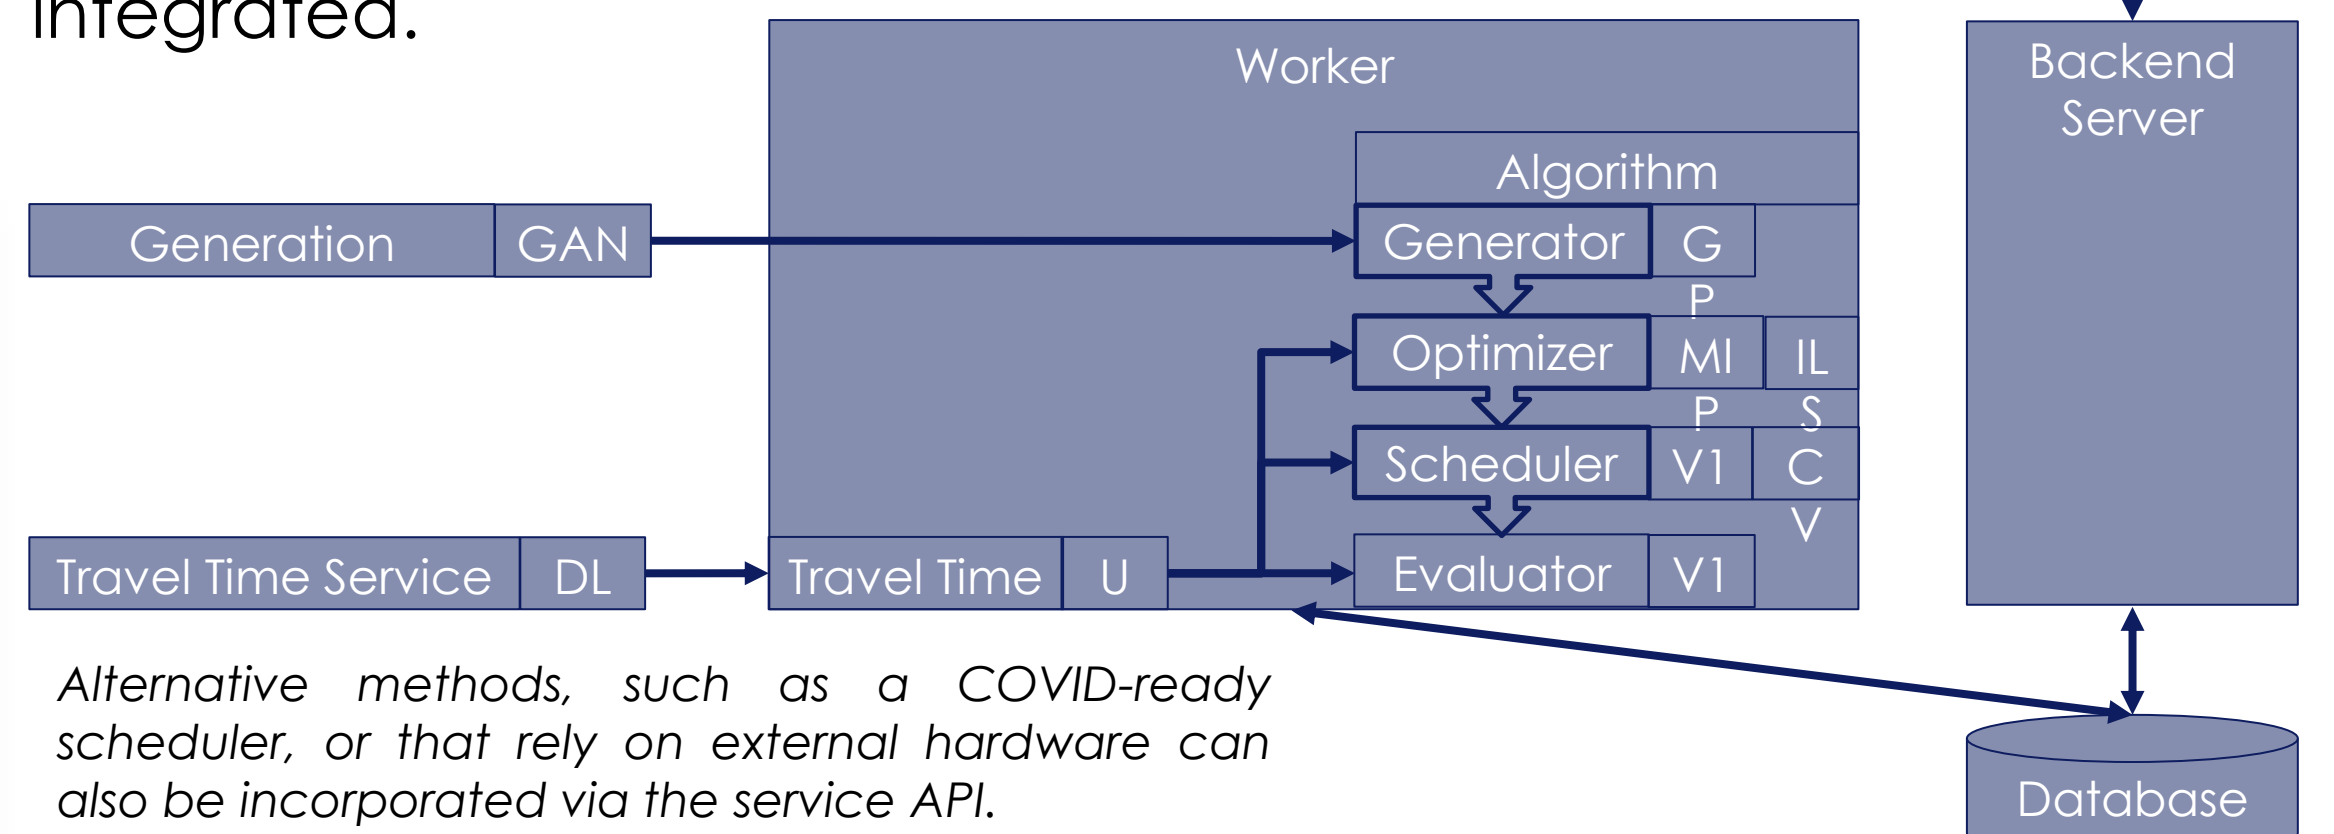 integrated.
Worker
Backend
Server
Algorithm
Generation GAN
Generator G
P
Optimizer MI IL
P S
Scheduler V1 C
V
Travel Time Service DL
Travel Time U
Evaluator V1
Alternative methods, such as a COVID-ready
scheduler, or that rely on external hardware can
also be incorporated via the service API.
Database